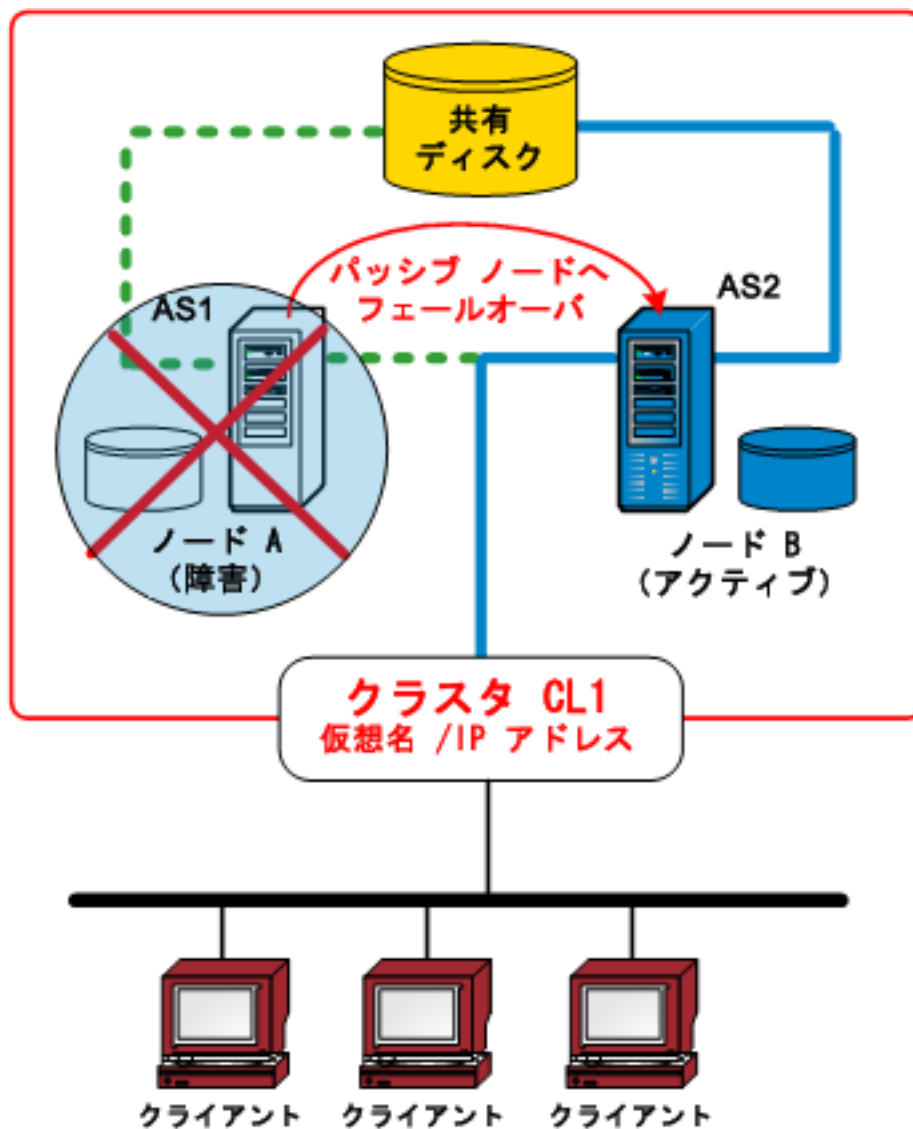 共有
ディスク
パッシブ ノードへ
フェールオーバ
AS1
AS2
ノード A
（障害）
ノード B
（アクティブ）
クラスタ CL1
仮想名 /IP アドレス
クライアント
クライアント
クライアント